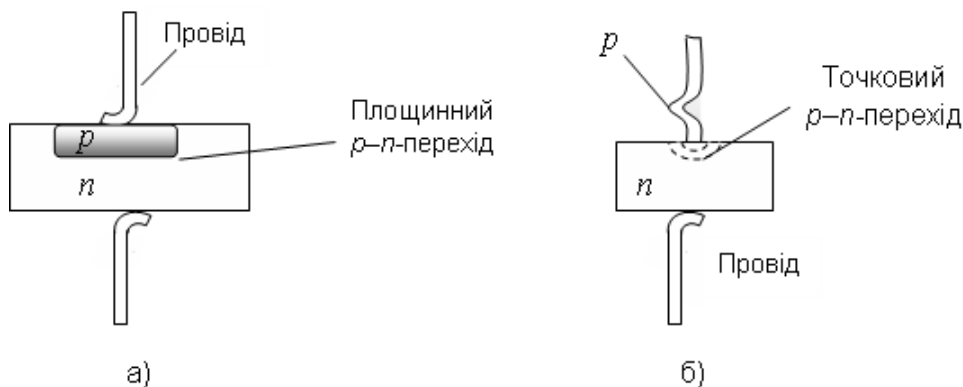 Провід
p
n
Площинний
p–n-перехід
а)
p
n
Точковий
p–n-перехід
Провід
б)